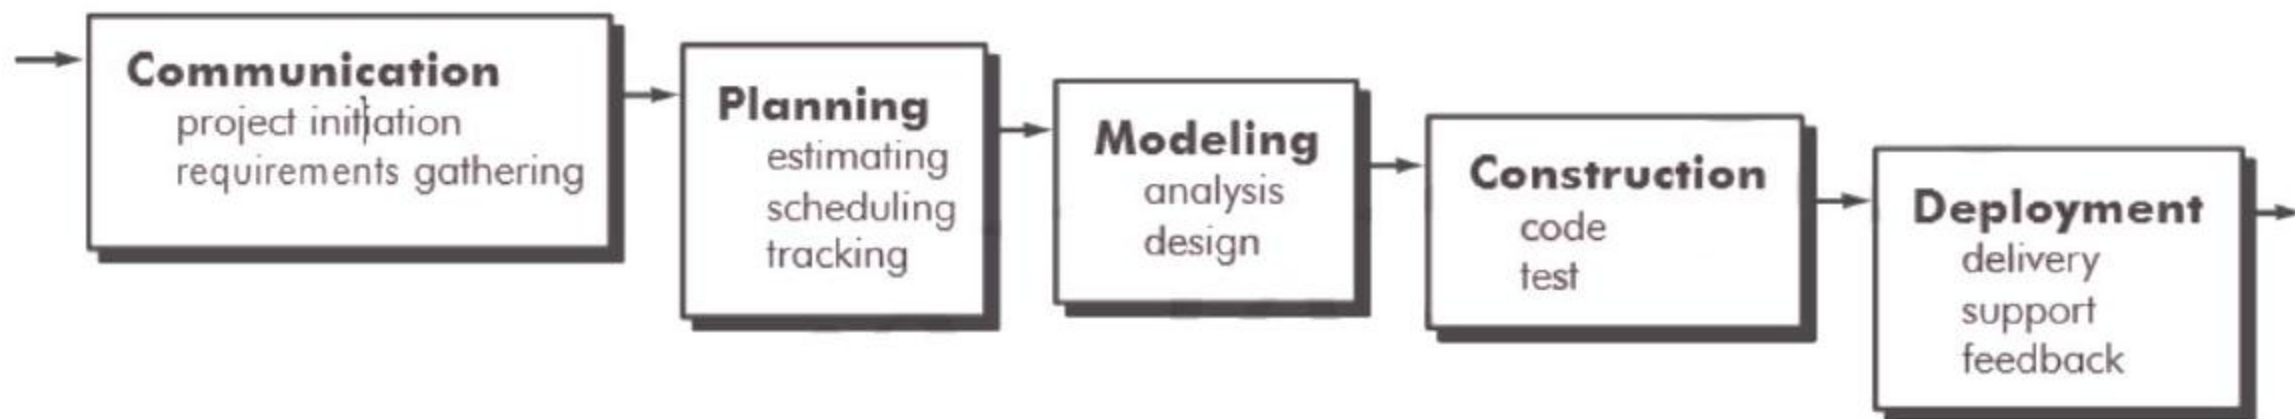 Communication
project initiation
requirements gathering
Planning
estimating
scheduling
tracking
Modeling
analysis
design
Construction
code
test
Deployment
delivery
support
feedback